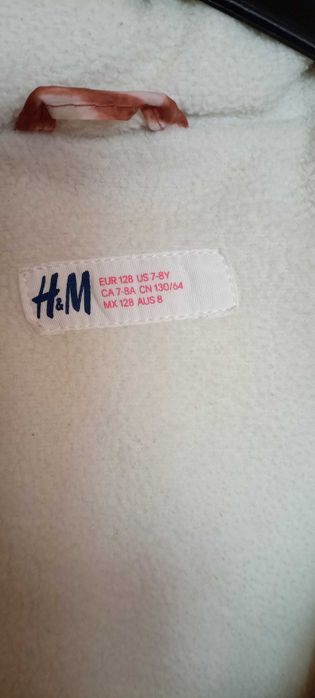 H&M
EUR 128 US 7-8Y
CA 7-8A CN 130/64
MX 128 AUS 8